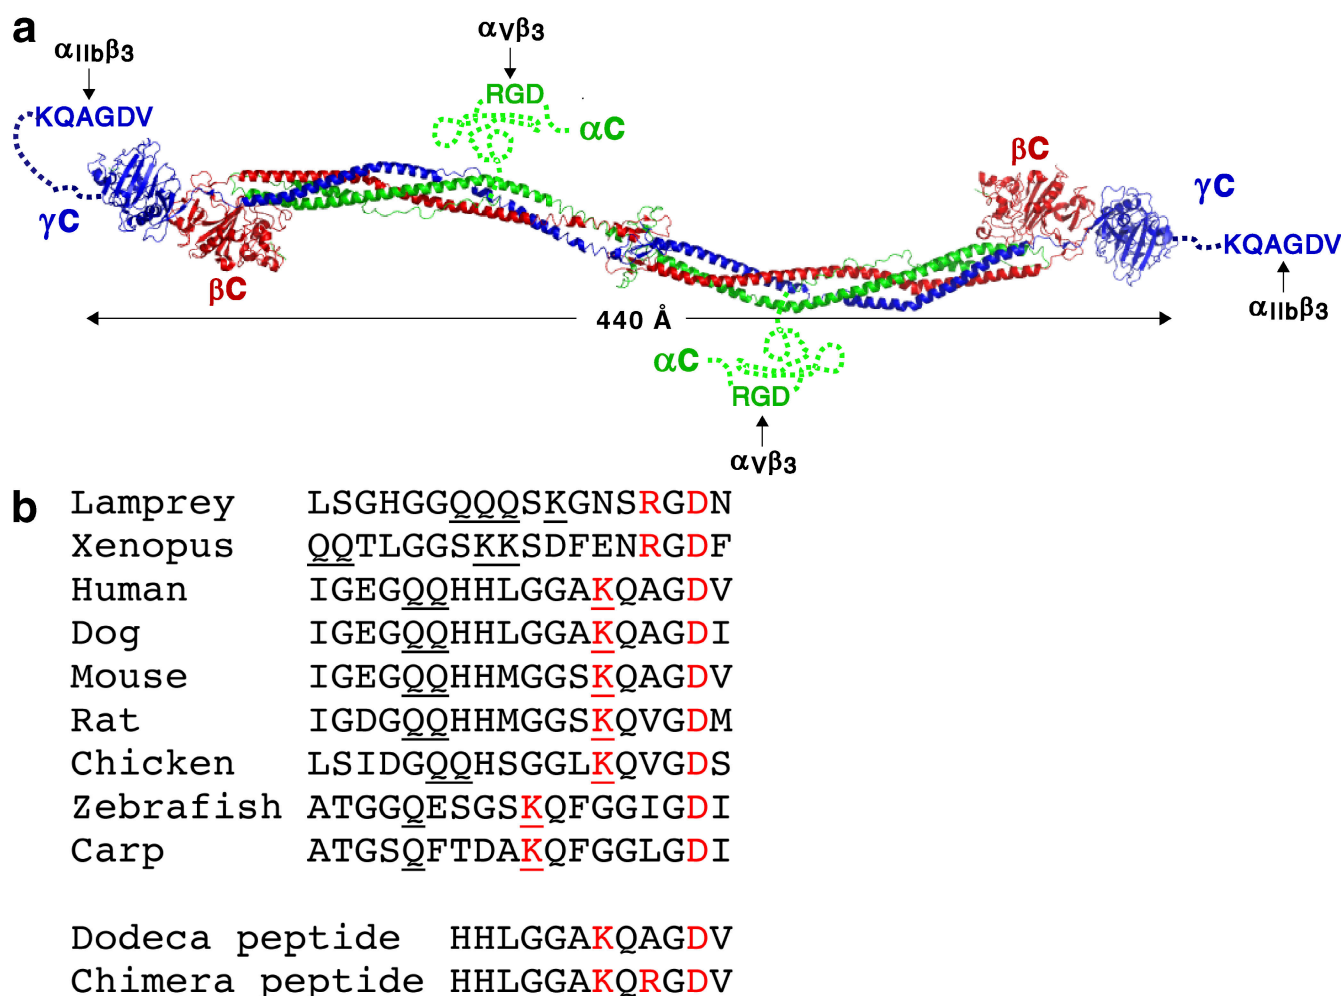 a
αVβ3
αIIbβ3
RGD
KQAGDV
αC
βC
γC
γC
KQAGDV
βC
αIIbβ3
440 Å
αC
RGD
αVβ3
b
Lamprey LSGHGGQQQSKGNSRGDN
Xenopus QQTLGGSKKSDFENRGDF
Human IGEGQQHHLGGAKQAGDV
Dog IGEGQQHHLGGAKQAGDI
Mouse IGEGQQHHMGGSKQAGDV
Rat IGDGQQHHMGGSKQVGDM
Chicken LSIDGQQHSGGLKQVGDS
Zebrafish ATGGQESGSKQFGGIGDI
Carp ATGSQFTDAKQFGGLGDI
Dodeca peptide HHLGGAKQAGDV
Chimera peptide HHLGGAKQRGDV